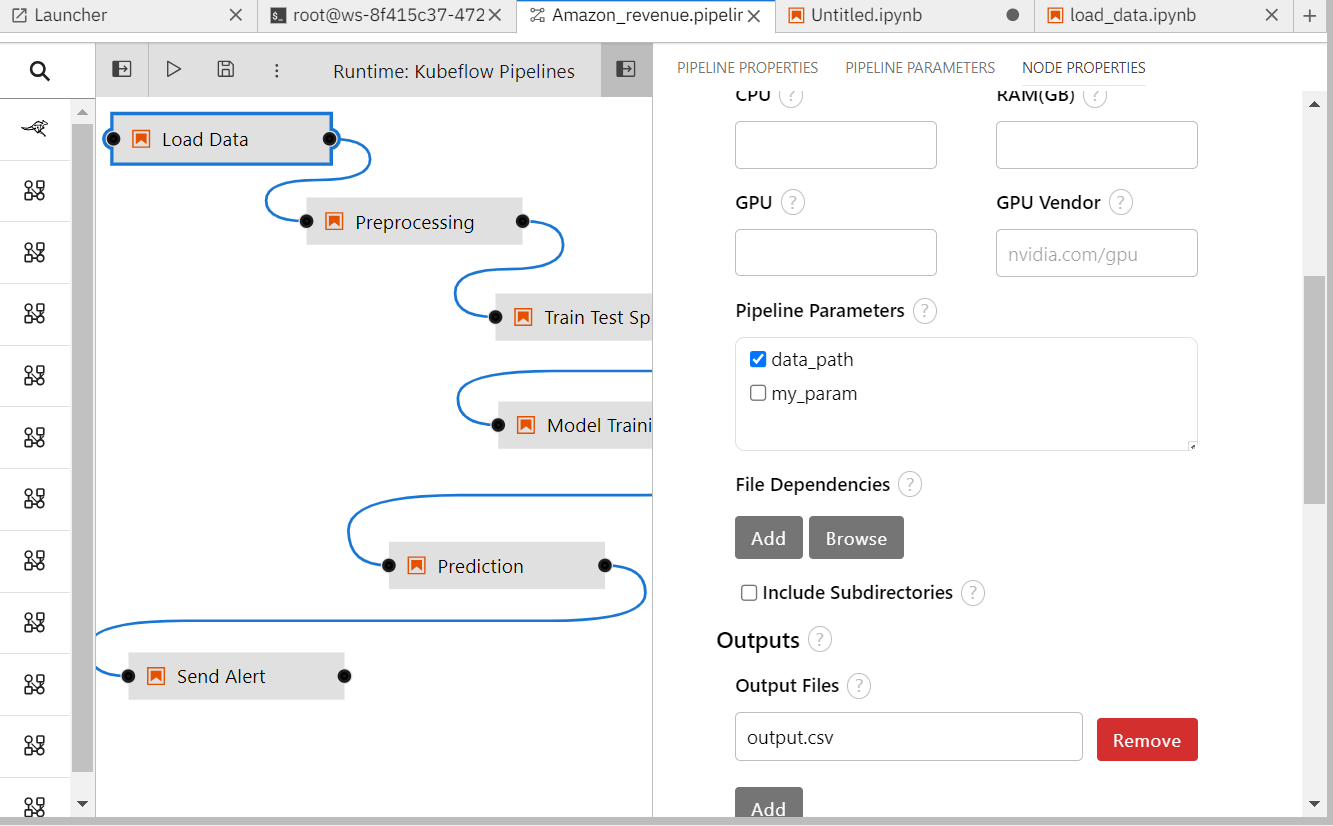 Launcher
root@ws-8f415c37-472
Amazon_revenue.pipelin
Untitled.ipynb
load_data.ipynb
Runtime: Kubeflow Pipelines
Load Data
Preprocessing
Train Test Sp
Model Traini
Prediction
Send Alert
PIPELINE PROPERTIES
PIPELINE PARAMETERS
NODE PROPERTIES
CPU ?
RAM(GB) ?
GPU ?
GPU Vendor ?
nvidia.com/gpu
Pipeline Parameters ?
data_path
my_param
File Dependencies ?
Add
Browse
Include Subdirectories ?
Outputs ?
Output Files ?
output.csv
Remove
Add